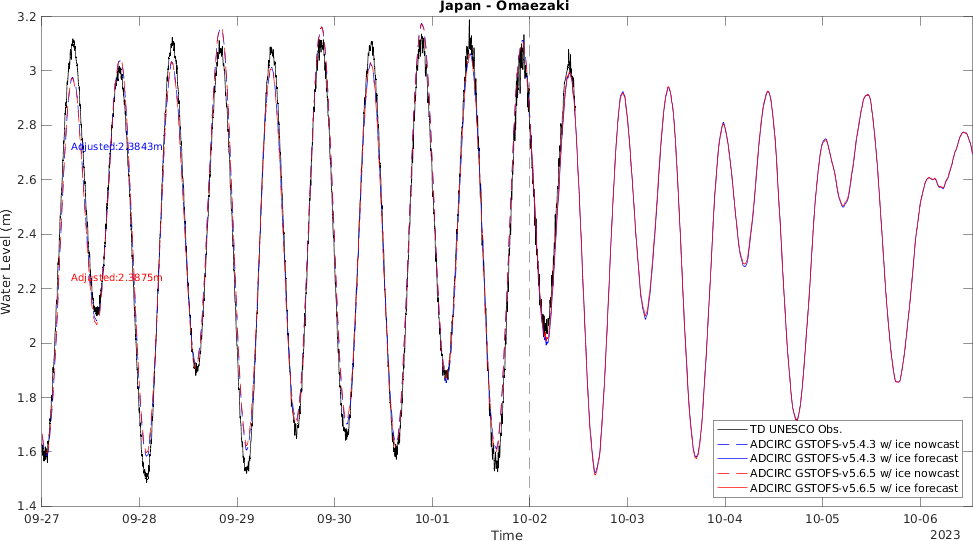 Japan - Omaezaki
3.2
3
2.8
2.6
2.4
2.2
2
1.8
1.6
1.4
Water Level (m)
Adjusted:2.3843m
Adjusted:2.3875m
TD UNESCO Obs.
ADCIRC GSTOFS-v5.4.3 w/ ice nowcast
ADCIRC GSTOFS-v5.4.3 w/ ice forecast
ADCIRC GSTOFS-v5.6.5 w/ ice nowcast
ADCIRC GSTOFS-v5.6.5 w/ ice forecast
09-27 09-28 09-29 09-30 10-01 10-02 10-03 10-04 10-05 10-06
Time
2023